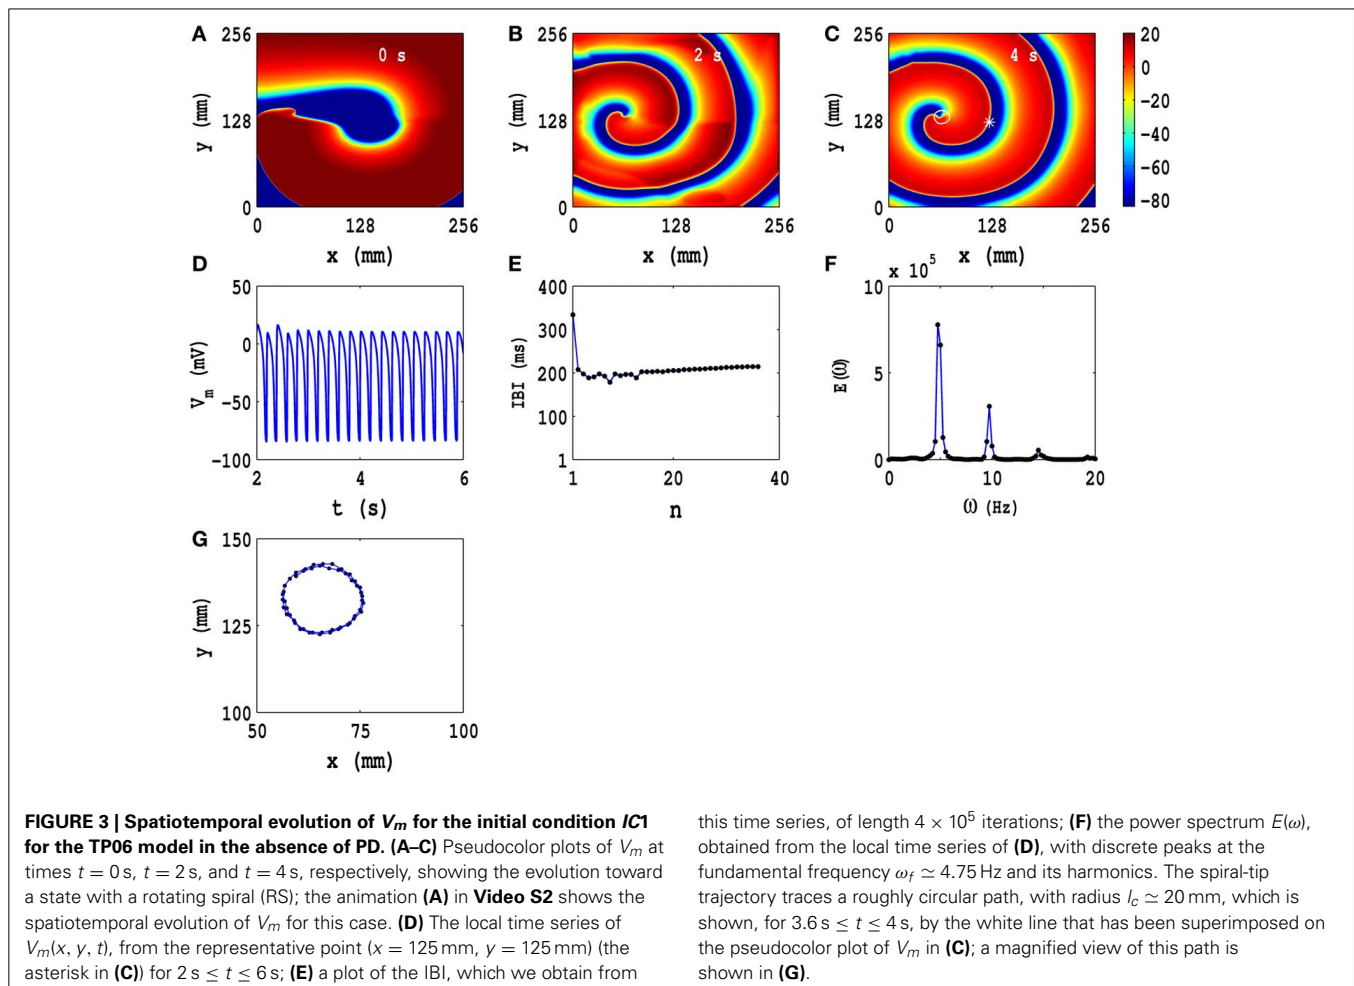 A
B
C
256
128
0
y (mm)
0 s
0
128
256
x (mm)
256
128
0
y (mm)
2 s
0
128
256
x (mm)
256
128
0
y (mm)
4 s
0
128
256
x (mm)
20
0
−20
−40
−60
−80
D
E
F
50
0
−50
−100
V_m (mV)
2
4
6
t (s)
400
300
200
100
1
IBI (ms)
1
20
40
n
x 10^5
10
5
0
E(ω)
0
10
20
ω (Hz)
G
150
125
100
y (mm)
50
75
100
x (mm)
FIGURE 3 | Spatiotemporal evolution of V_m for the initial condition IC1
for the TP06 model in the absence of PD. (A–C) Pseudocolor plots of V_m at
times t = 0 s, t = 2 s, and t = 4 s, respectively, showing the evolution toward
a state with a rotating spiral (RS); the animation (A) in Video S2 shows the
spatiotemporal evolution of V_m for this case. (D) The local time series of
V_m(x, y, t), from the representative point (x = 125 mm, y = 125 mm) (the
asterisk in (C)) for 2 s ≤ t ≤ 6 s; (E) a plot of the IBI, which we obtain from
this time series, of length 4 × 10^5 iterations; (F) the power spectrum E(ω),
obtained from the local time series of (D), with discrete peaks at the
fundamental frequency ω_f ≃ 4.75 Hz and its harmonics. The spiral-tip
trajectory traces a roughly circular path, with radius l_c ≃ 20 mm, which is
shown, for 3.6 s ≤ t ≤ 4 s, by the white line that has been superimposed on
the pseudocolor plot of V_m in (C); a magnified view of this path is
shown in (G).